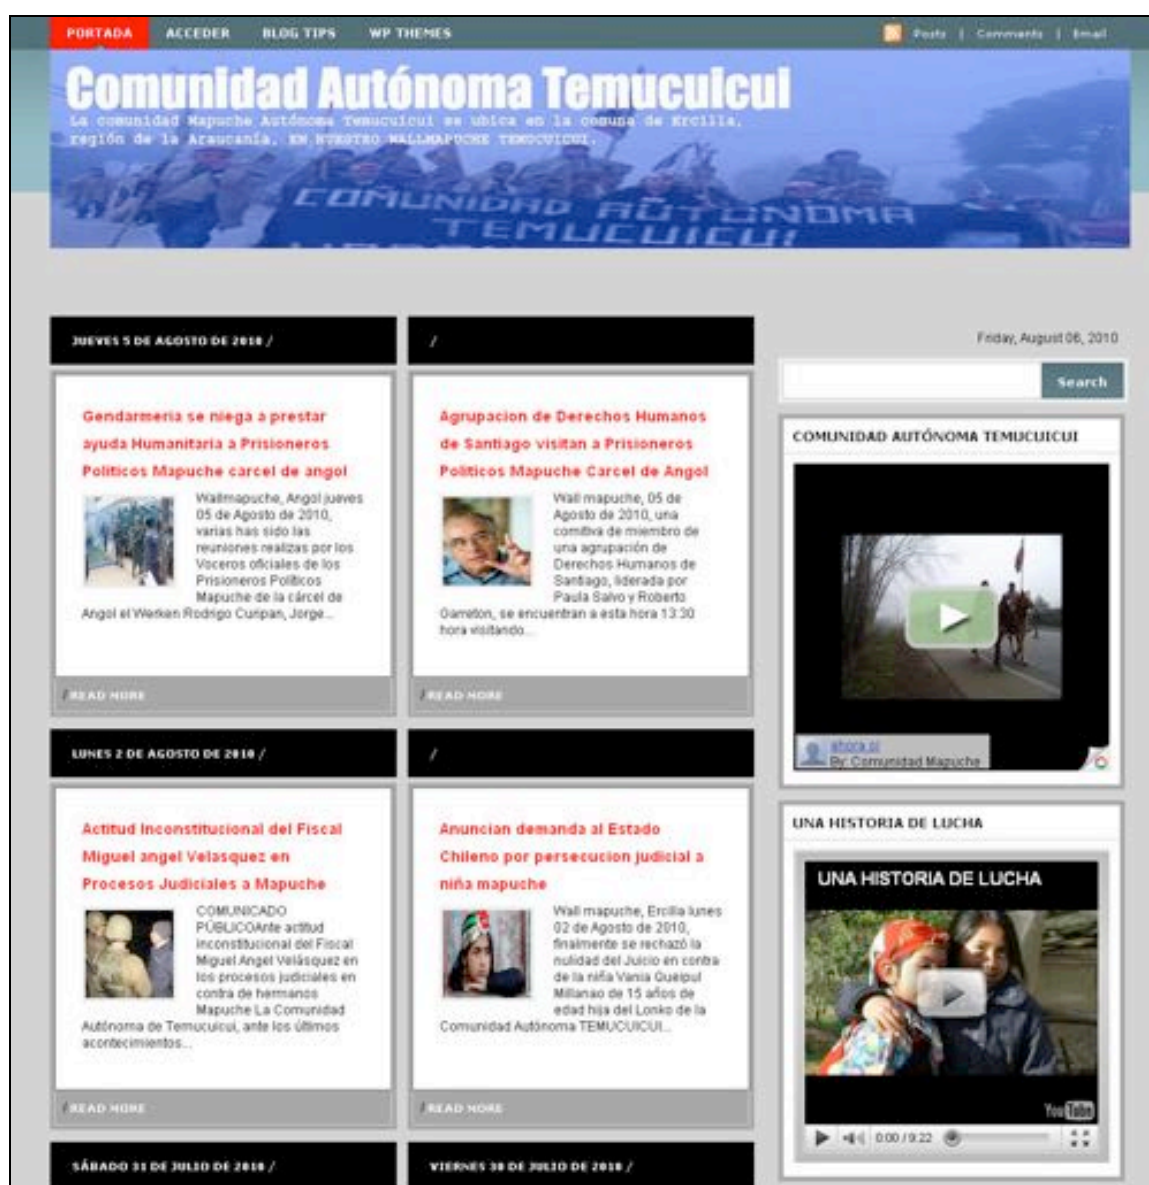 PORTADA ACCEDER BLOG TIPS WP THEMES
Posts | Comments | Email
Comunidad Autónoma Temucuicui
La comunidad Mapuche Autónoma Temucuicui se ubica en la comuna de Ercilla,
región de la Araucanía, EN NUESTRO WALLMAPUCHE TEMUCUICUI.
COMUNIDAD AUTONOMA
TEMUCUICUI
JUEVES 5 DE AGOSTO DE 2010 /
Gendarmeria se niega a prestar
ayuda Humanitaria a Prisioneros
Politicos Mapuche carcel de angol
Wallmapuche, Angol jueves
05 de Agosto de 2010,
varias has sido las
reuniones realizas por los
Voceros oficiales de los
Prisioneros Políticos
Mapuche de la cárcel de
Angol el Werken Rodrigo Curipan, Jorge...
/READ MORE
/
Agrupacion de Derechos Humanos
de Santiago visitan a Prisioneros
Politicos Mapuche Carcel de Angol
Wall mapuche, 05 de
Agosto de 2010, una
comitiva de miembro de
una agrupación de
Derechos Humanos de
Santiago, liderada por
Paula Salvo y Roberto
Garreton, se encuentran a esta hora 13:30
hora visitando...
/READ MORE
LUNES 2 DE AGOSTO DE 2010 /
Actitud Inconstitucional del Fiscal
Miguel angel Velasquez en
Procesos Judiciales a Mapuche
COMUNICADO
PÚBLICOAnte actitud
inconstitucional del Fiscal
Miguel Angel Velásquez en
los procesos judiciales en
contra de hermanos
Mapuche La Comunidad
Autónoma de Temucuicui, ante los últimos
acontecimientos...
/READ MORE
/
Anuncian demanda al Estado
Chileno por persecucion judicial a
niña mapuche
Wall mapuche, Ercilla lunes
02 de Agosto de 2010,
finalmente se rechazó la
nulidad del Juicio en contra
de la niña Vania Queipul
Millanao de 15 años de
edad hija del Lonko de la
Comunidad Autónoma TEMUCUICUI...
/READ MORE
SÁBADO 31 DE JULIO DE 2010 /
VIERNES 30 DE JULIO DE 2010 /
Friday, August 06, 2010
Search
COMUNIDAD AUTÓNOMA TEMUCUICUI
ahora si
By: Comunidad Mapuche
UNA HISTORIA DE LUCHA
UNA HISTORIA DE LUCHA
YouTube
0:00 / 9:22